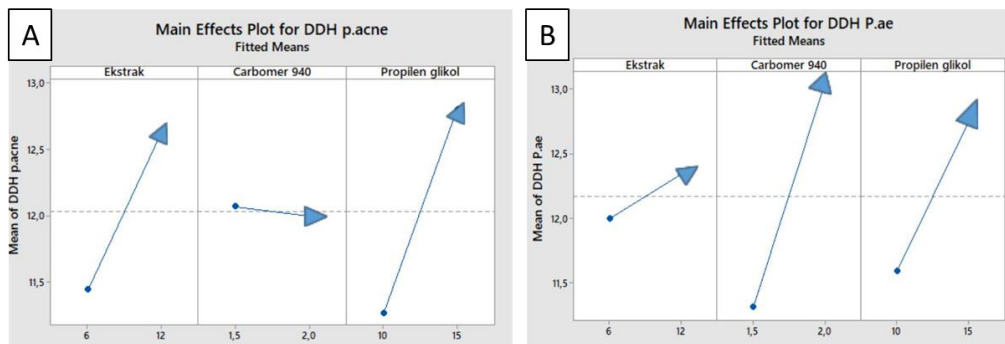 A
Main Effects Plot for DDH p.acne
Fitted Means
Ekstrak Carbomer 940 Propilen glikol
Mean of DDH p.acne
13,0
12,5
12,0
11,5
6 12 1,5 2,0 10 15
B
Main Effects Plot for DDH P.ae
Fitted Means
Ekstrak Carbomer 940 Propilen glikol
Mean of DDH P.ae
13,0
12,5
12,0
11,5
6 12 1,5 2,0 10 15